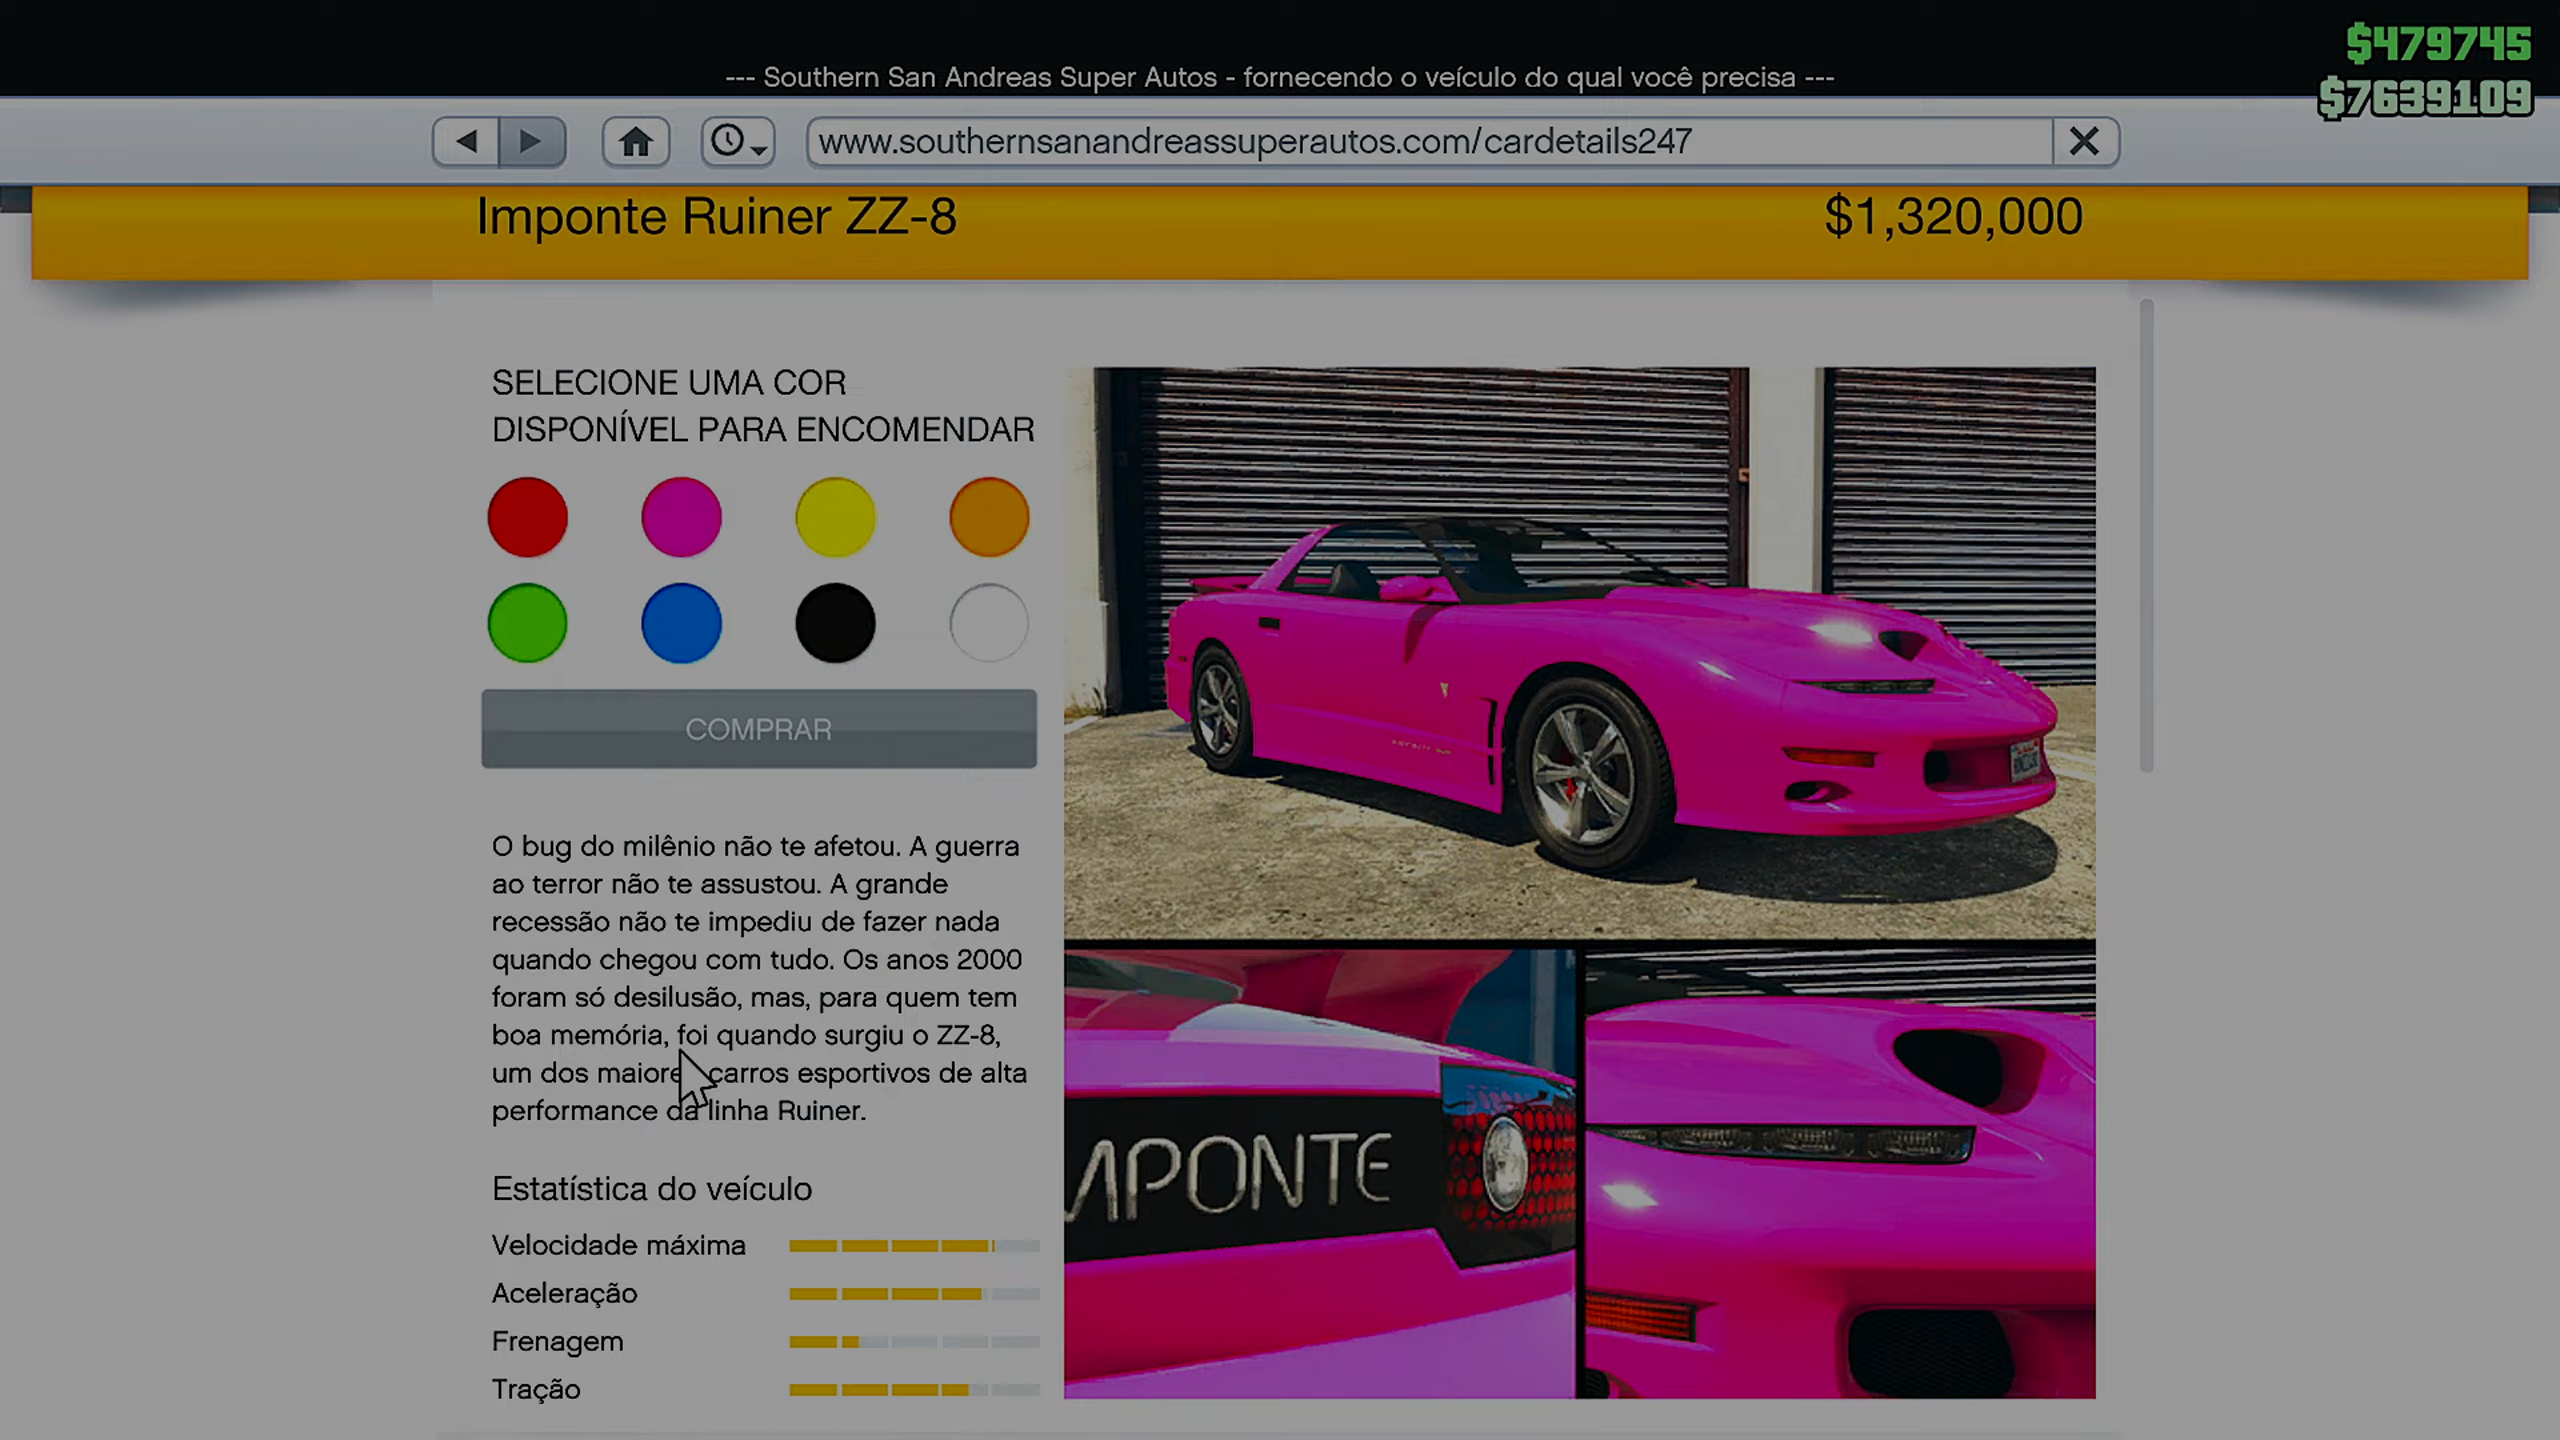 $479745
--- Southern San Andreas Super Autos - fornecendo o veículo do qual você precisa ---
$7639109
www.southernsanandreassuperautos.com/cardetails247
Imponte Ruiner ZZ-8
$1,320,000
SELECIONE UMA COR
DISPONÍVEL PARA ENCOMENDAR
COMPRAR
O bug do milênio não te afetou. A guerra
ao terror não te assustou. A grande
recessão não te impediu de fazer nada
quando chegou com tudo. Os anos 2000
foram só desilusão, mas, para quem tem
boa memória, foi quando surgiu o ZZ-8,
um dos maiores carros esportivos de alta
performance da linha Ruiner.
MPONTE
Estatística do veículo
Velocidade máxima
Aceleração
Frenagem
Tração